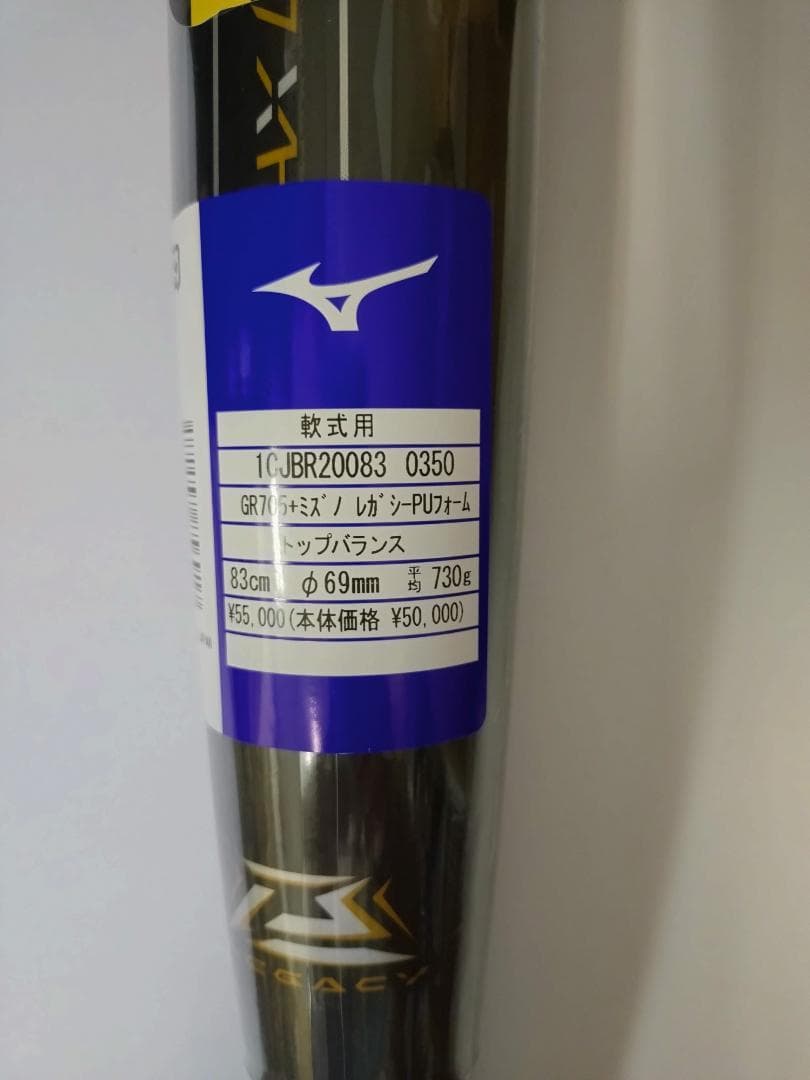 軟式用
1CJBR20083 0350
GR705+ミズノ レガシーPUフォーム
トップバランス
83cm φ69mm 平均 730g
¥55,000(本体価格 ¥50,000)
LEGACY